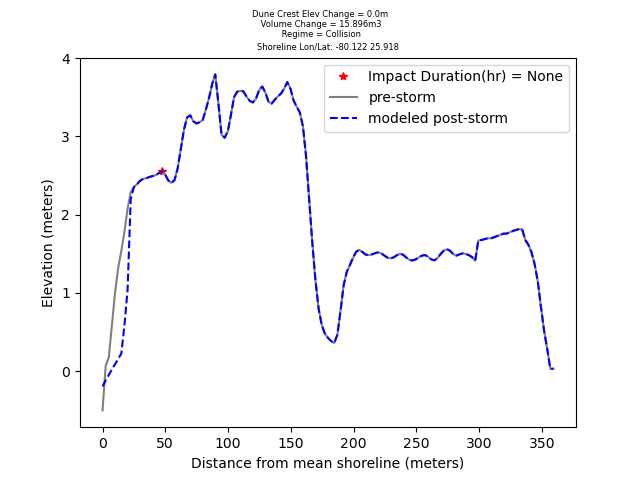 Dune Crest Elev Change = 0.0m
Volume Change = 15.896m3
Regime = Collision
Shoreline Lon/Lat: -80.122 25.918
Impact Duration(hr) = None
pre-storm
modeled post-storm
4
3
2
1
0
Elevation (meters)
0 50 100 150 200 250 300 350
Distance from mean shoreline (meters)